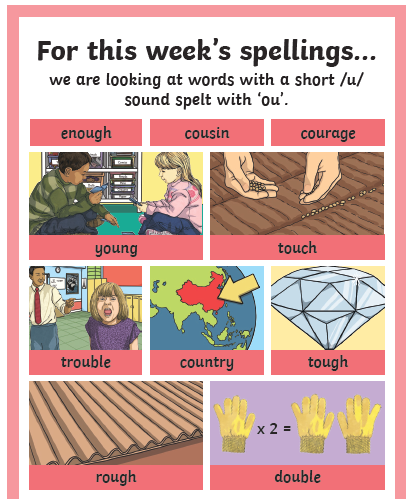 For this week's spellings...
we are looking at words with a short /u/
sound spelt with 'ou'.
enough cousin courage
young touch
trouble country tough
x 2 =
rough double